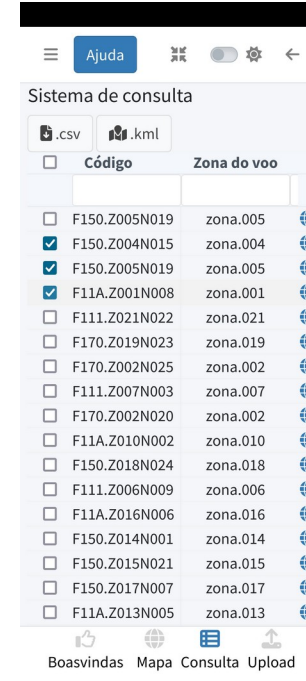 Ajuda
Sistema de consulta
.csv .kml
Código Zona do voo
F150.Z005N019 zona.005
F150.Z004N015 zona.004
F150.Z005N019 zona.005
F11A.Z001N008 zona.001
F111.Z021N022 zona.021
F170.Z019N023 zona.019
F170.Z002N025 zona.002
F111.Z007N003 zona.007
F170.Z002N020 zona.002
F11A.Z010N002 zona.010
F150.Z018N024 zona.018
F111.Z006N009 zona.006
F11A.Z016N006 zona.016
F150.Z014N001 zona.014
F150.Z015N021 zona.015
F150.Z017N007 zona.017
F11A.Z013N005 zona.013
Boasvindas Mapa Consulta Upload